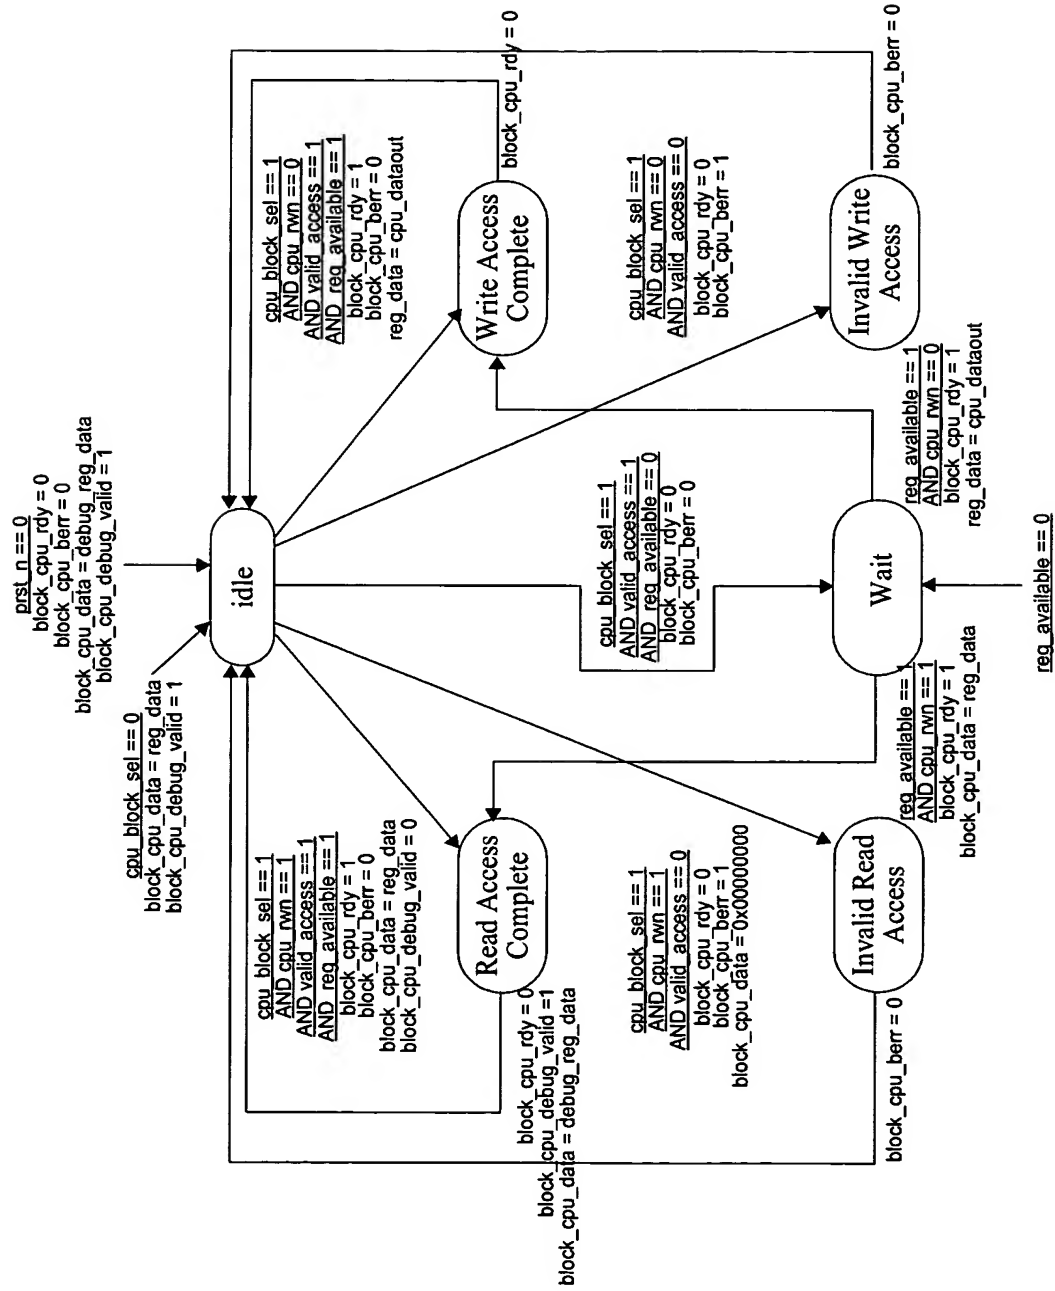 prst_n == 0
block_cpu_rdy = 0
block_cpu_berr = 0
block_cpu_data = debug_reg_data
block_cpu_debug_valid = 1
cpu_block_sel == 0
block_cpu_data = reg_data
block_cpu_debug_valid = 1
idle
cpu_block_sel == 1
AND cpu_rwn == 1
AND valid_access == 1
AND reg_available == 1
block_cpu_rdy = 1
block_cpu_berr = 0
block_cpu_data = reg_data
block_cpu_debug_valid = 0
cpu_block_sel == 1
AND cpu_rwn == 0
AND valid_access == 1
AND reg_available == 1
block_cpu_rdy = 1
block_cpu_berr = 0
reg_data = cpu_dataout
Read Access
Complete
Write Access
Complete
block_cpu_rdy = 0
block_cpu_debug_valid =1
block_cpu_data = debug_reg_data
block_cpu_rdy = 0
cpu_block_sel == 1
AND cpu_rwn == 1
AND valid_access == 0
block_cpu_rdy = 0
block_cpu_berr = 1
block_cpu_data = 0x00000000
cpu_block_sel == 1
AND valid_access == 1
AND reg_available == 0
block_cpu_rdy = 0
block_cpu_berr = 0
cpu_block_sel == 1
AND cpu_rwn == 0
AND valid_access == 0
block_cpu_rdy = 0
block_cpu_berr = 1
Invalid Read
Access
Wait
Invalid Write
Access
block_cpu_berr = 0
reg_available == 1
AND cpu_rwn == 1
block_cpu_rdy = 1
block_cpu_data = reg_data
reg_available == 1
AND cpu_rwn == 0
block_cpu_rdy = 1
reg_data = cpu_dataout
block_cpu_berr = 0
reg_available == 0